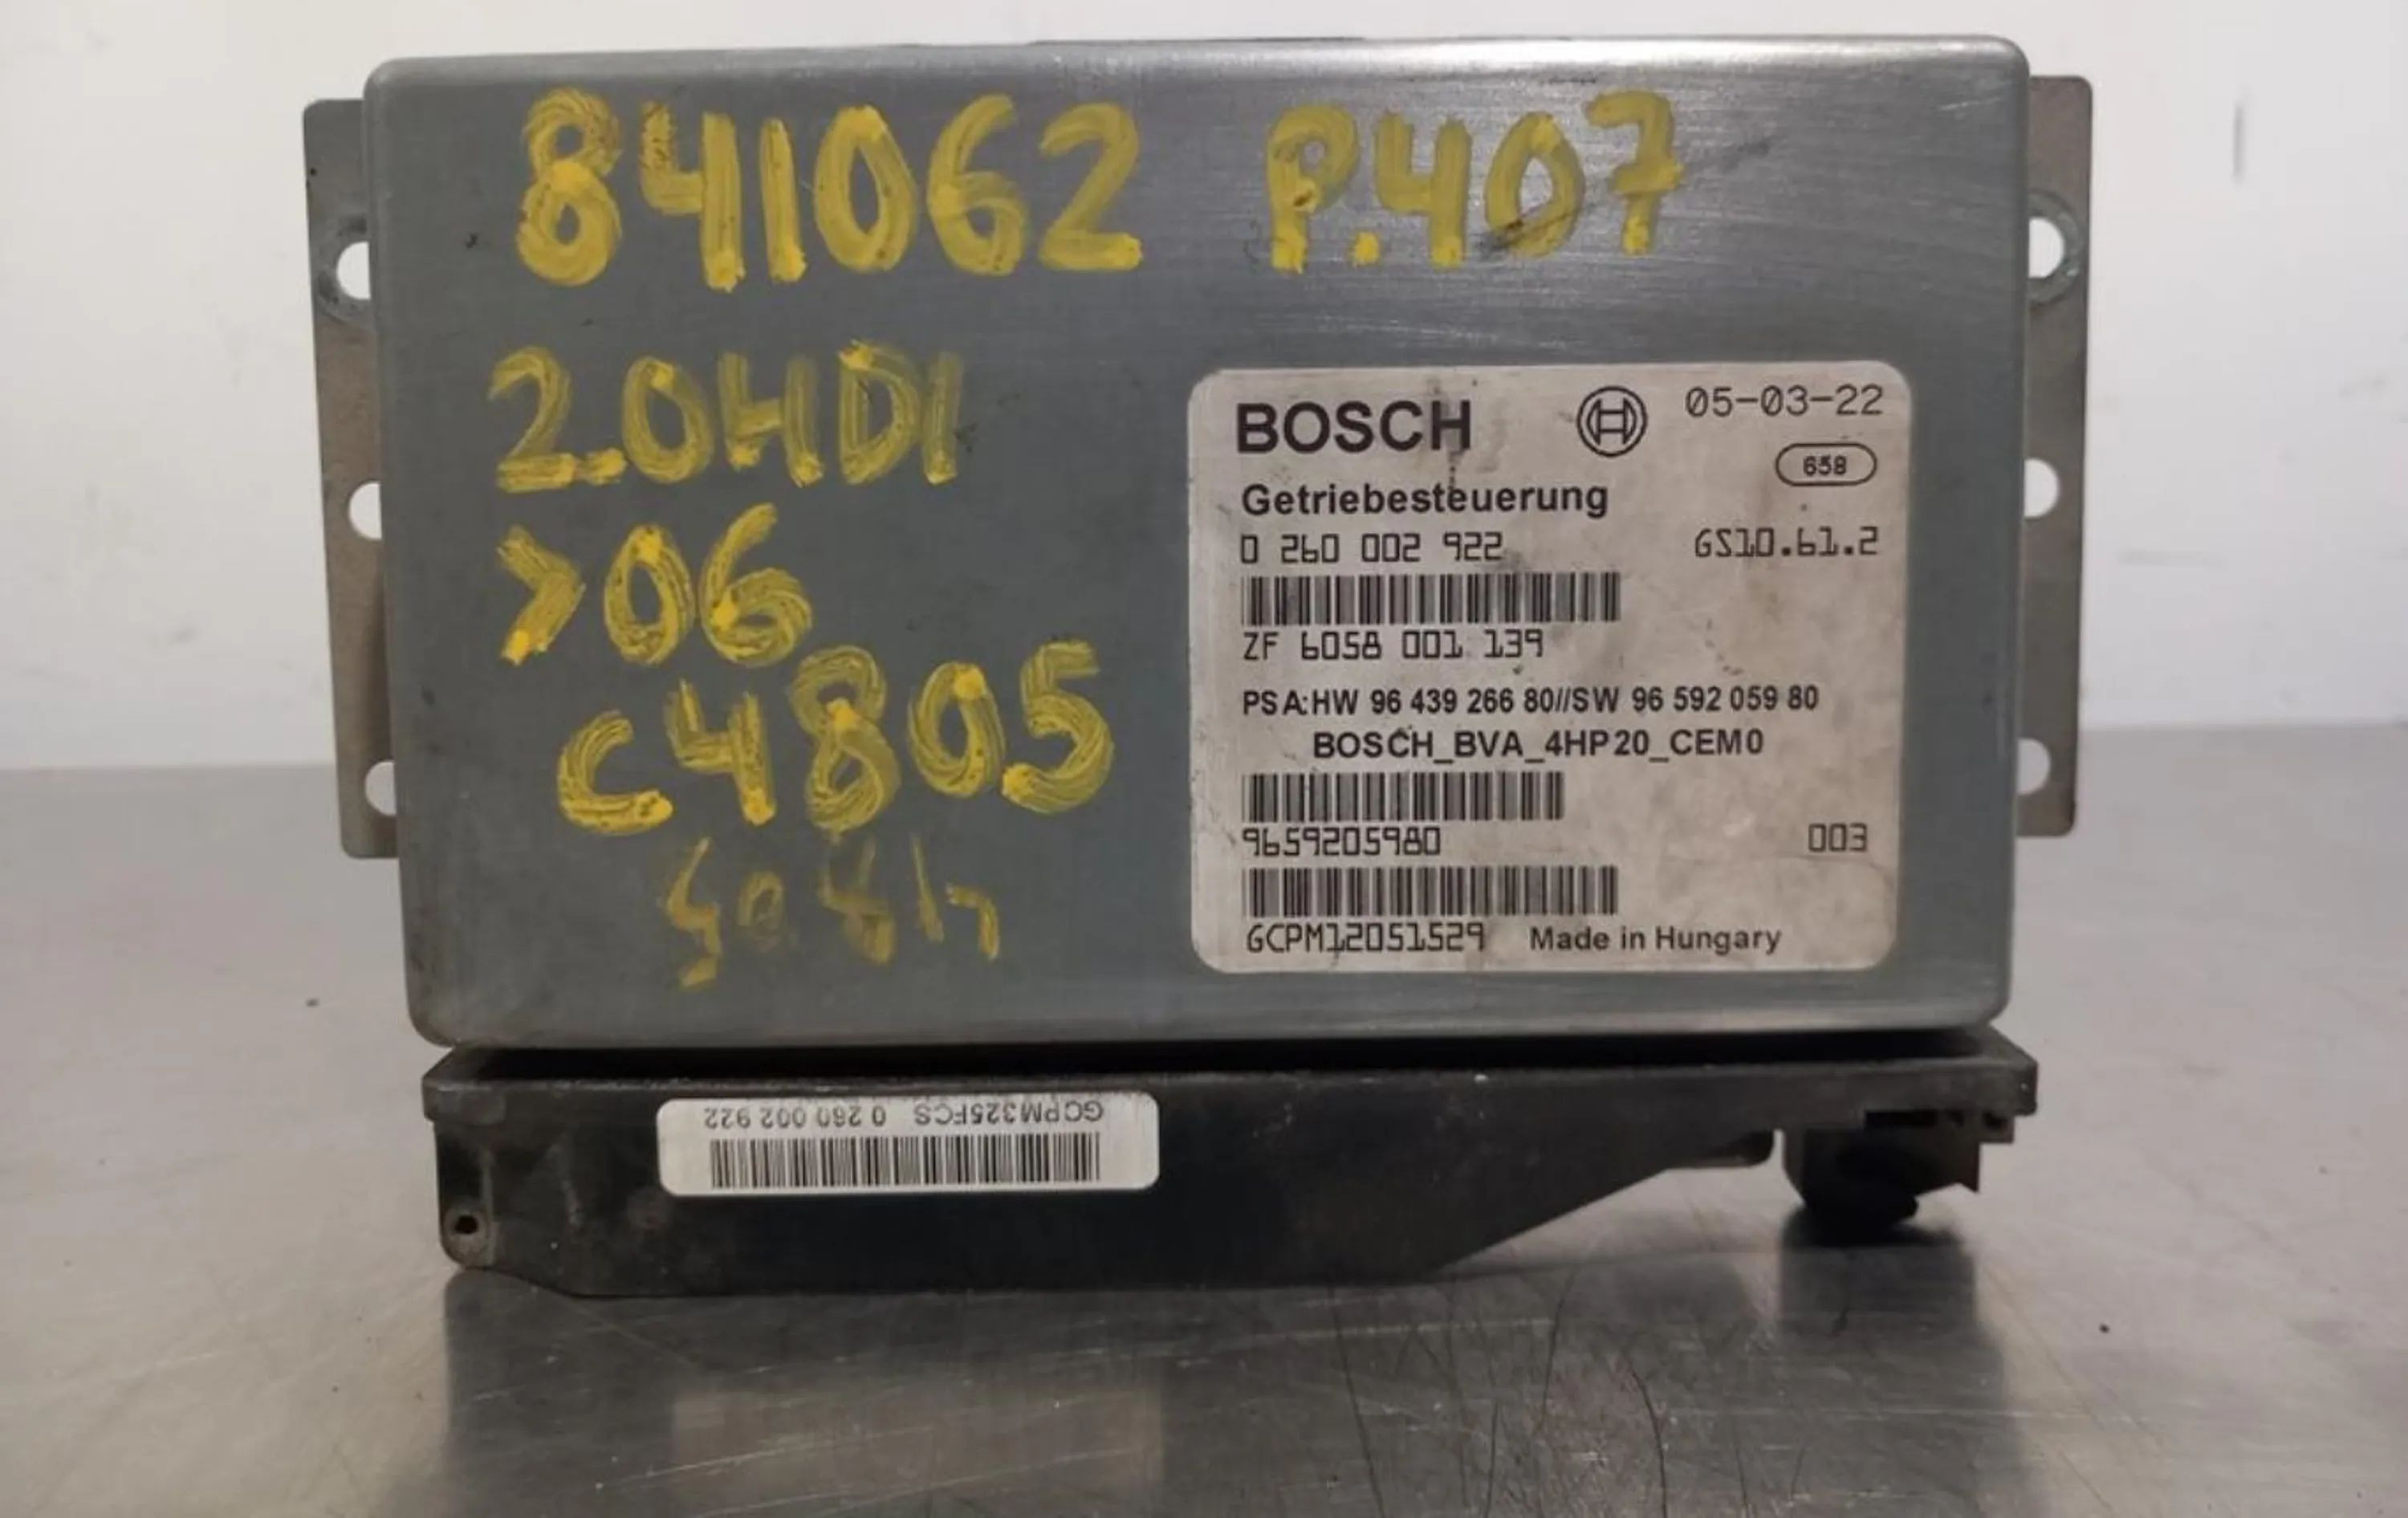 841062 P.407
2.0HDI
>06
C4805
4805
BOSCH 05-03-22
658
Getriebesteuerung
0 260 002 922 GS10.61.2
ZF 6058 001 139
PSA:HW 96 439 266 80//SW 96 592 059 80
BOSCH_BVA_4HP20_CEM0
9659205980 003
GCPM12051529 Made in Hungary
GCPM325FCS 0 260 002 922